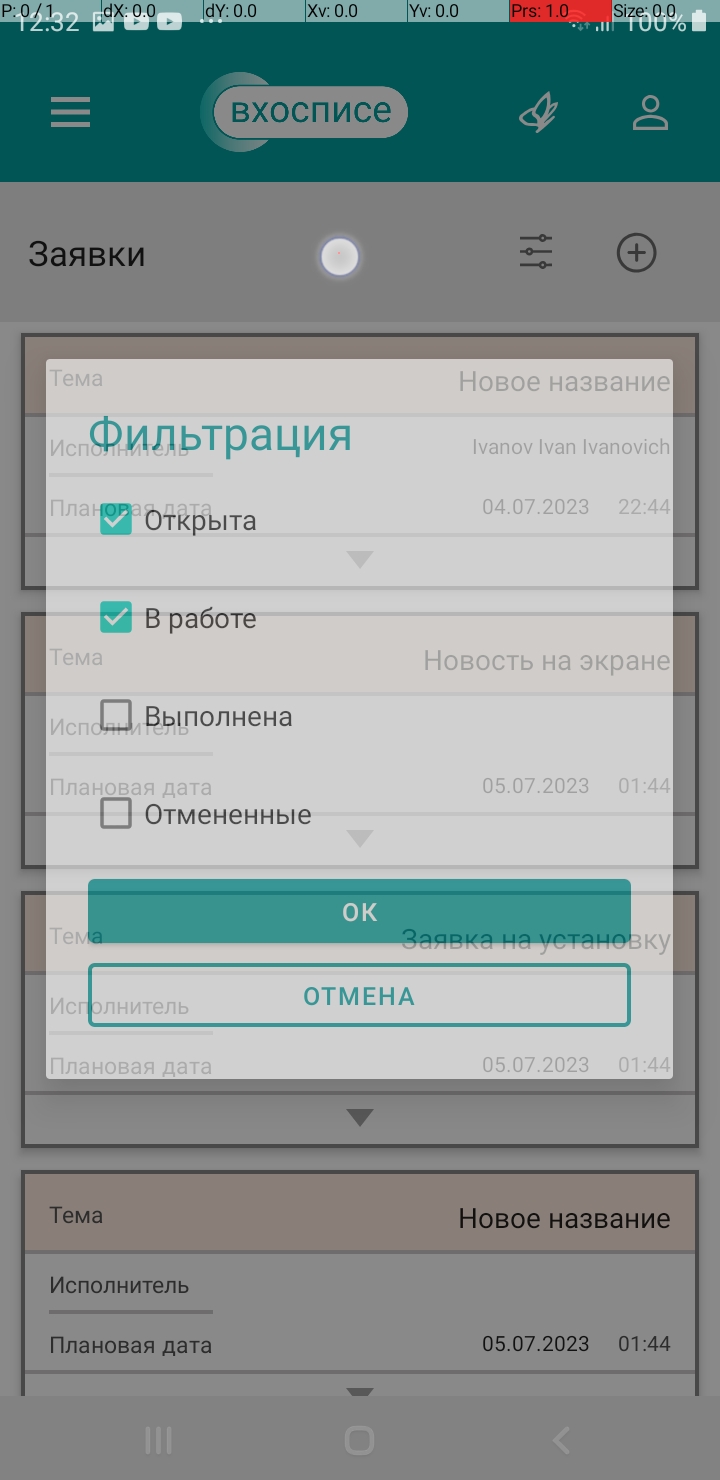 P: 0 / 1 dX: 0.0 dY: 0.0 Xv: 0.0 Yv: 0.0 Prs: 1.0 Size: 0.0
12:32 100%
вхосписе
Заявки
Тема Новое название
Фильтрация
Исполнитель Ivanov Ivan Ivanovich
Плановая дата 04.07.2023 22:44
Открыта
В работе
Тема Новость на экране
Выполнена
Исполнитель
Плановая дата 05.07.2023 01:44
Отмененные
ОК
Тема Заявка на установку
ОТМЕНА
Исполнитель
Плановая дата 05.07.2023 01:44
Тема Новое название
Исполнитель
Плановая дата 05.07.2023 01:44